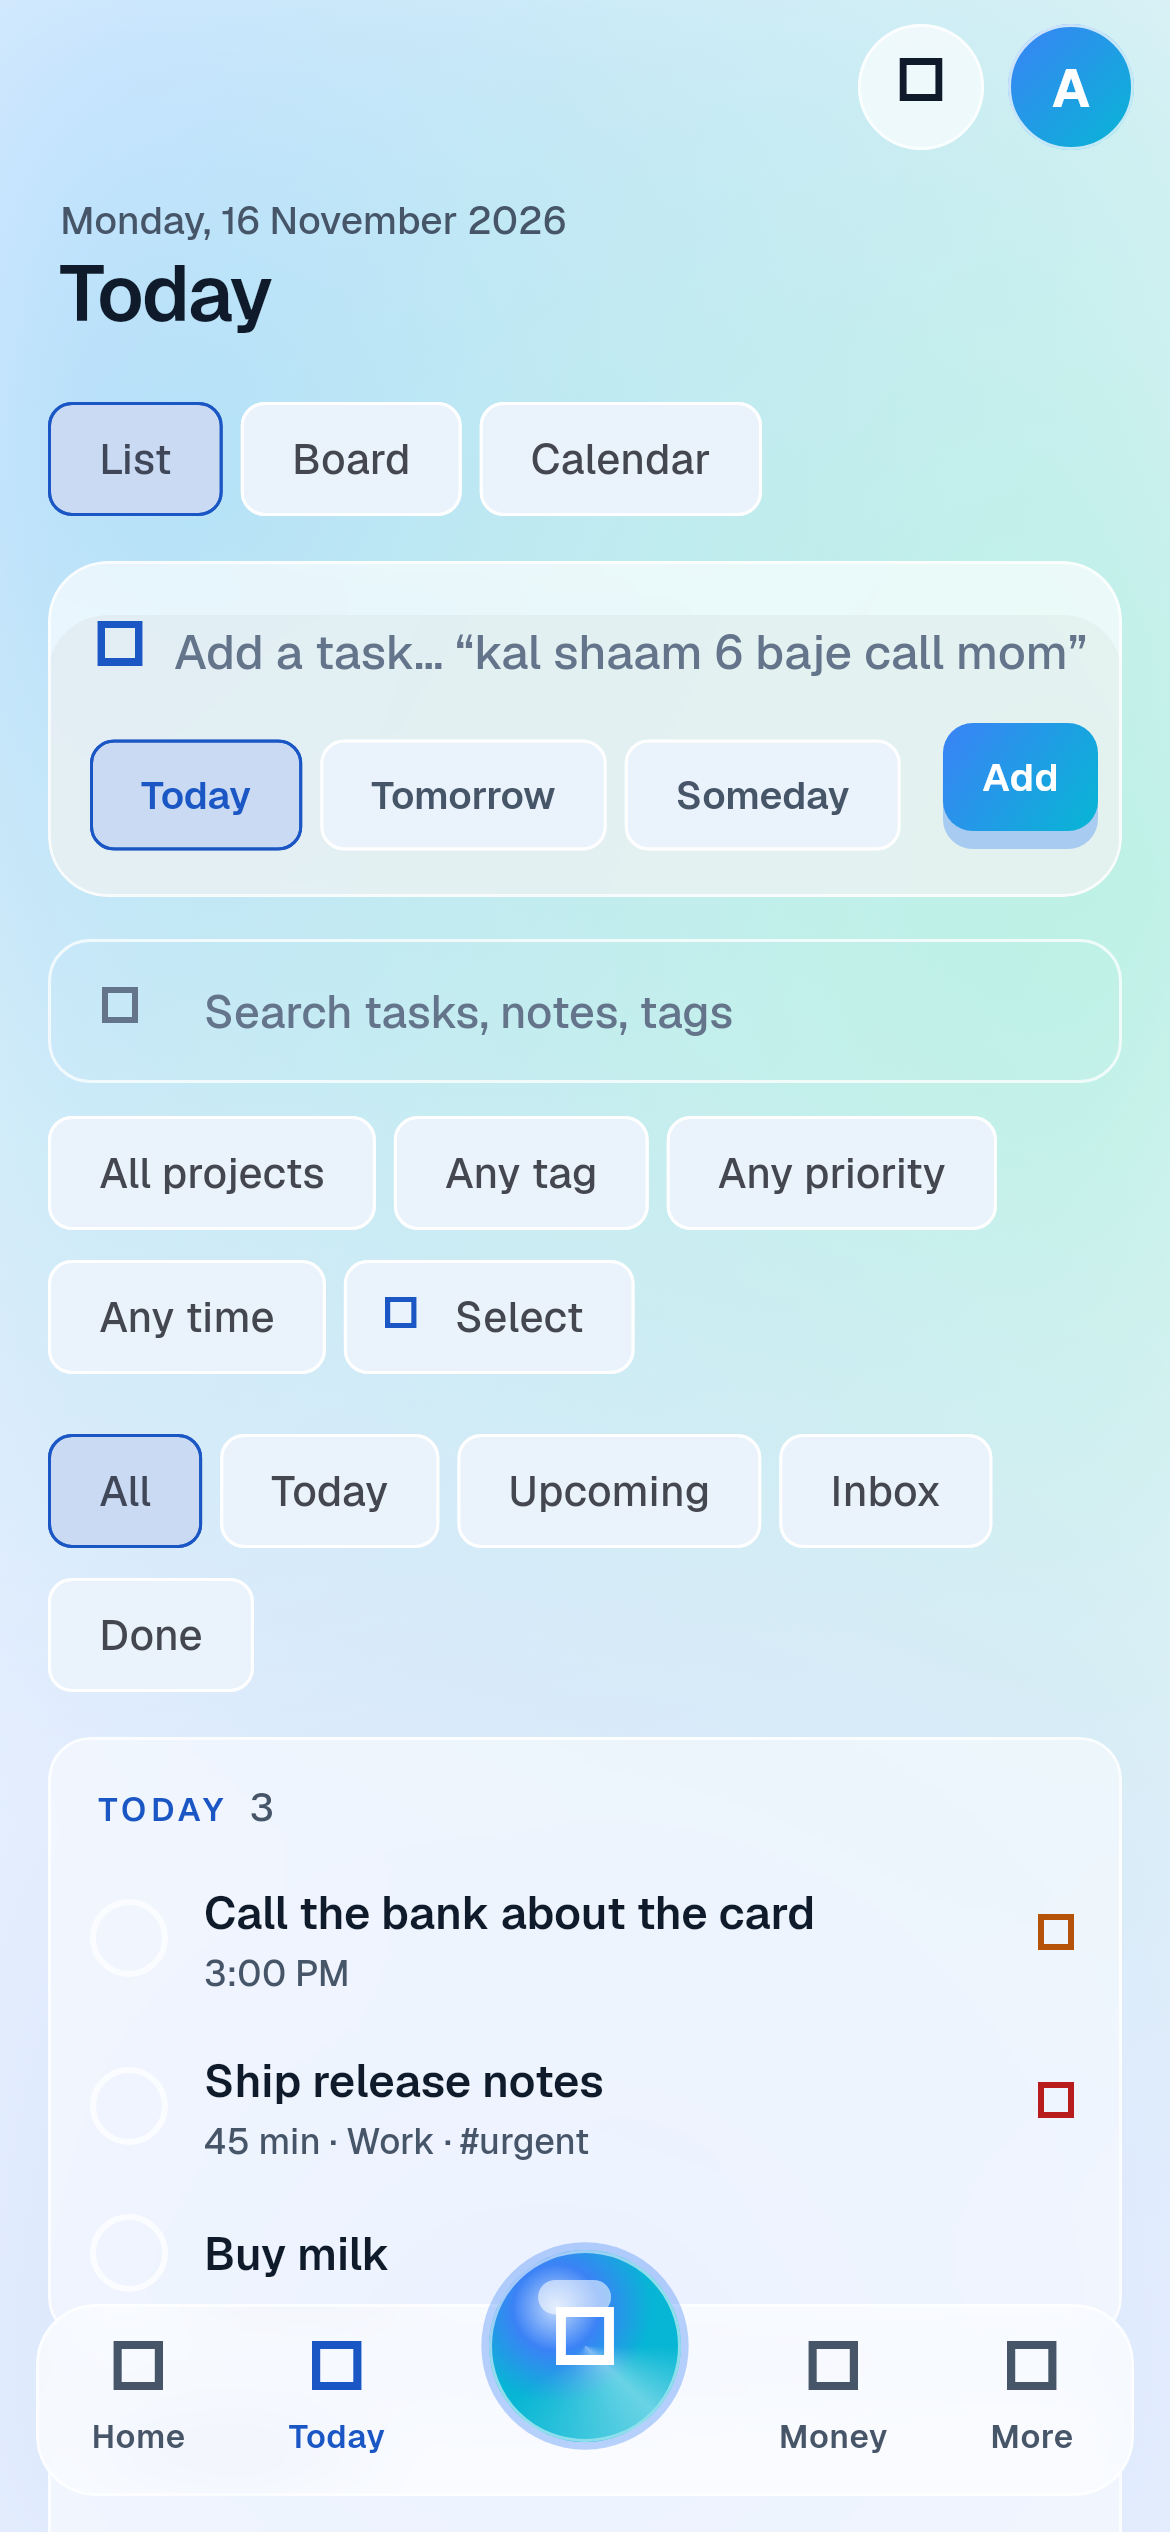 A
Monday, 16 November 2026
Today
List Board Calendar
Add a task... “kal shaam 6 baje call mom”
Today Tomorrow Someday Add
Search tasks, notes, tags
All projects Any tag Any priority
Any time Select
All Today Upcoming Inbox
Done
TODAY 3
Call the bank about the card
3:00 PM
Ship release notes
45 min · Work · #urgent
Buy milk
Home Today Money More